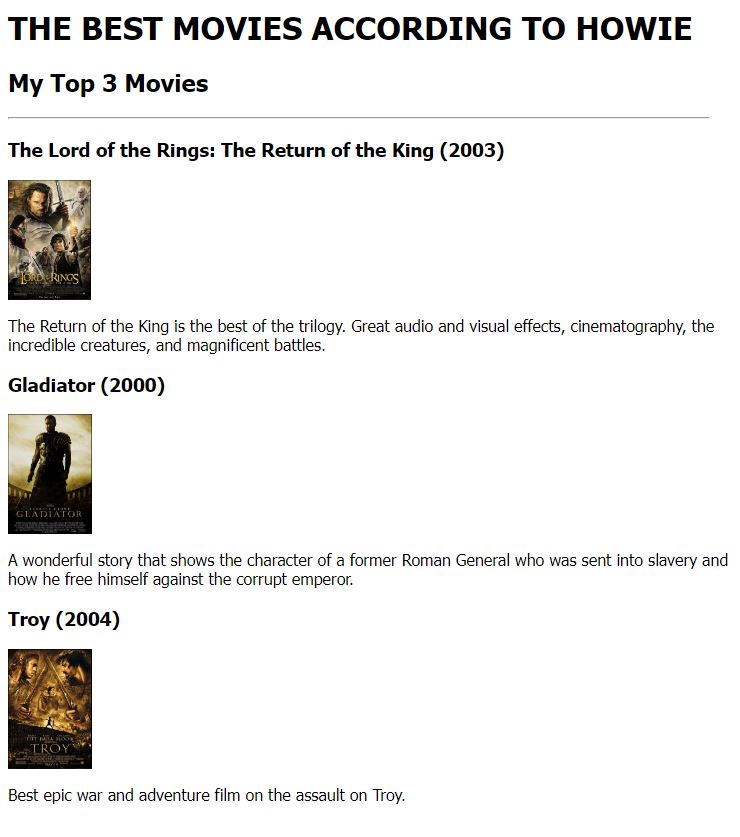 THE BEST MOVIES ACCORDING TO HOWIE
My Top 3 Movies
The Lord of the Rings: The Return of the King (2003)
LORD OF THE RINGS
The Return of the King is the best of the trilogy. Great audio and visual effects, cinematography, the
incredible creatures, and magnificent battles.
Gladiator (2000)
GLADIATOR
A wonderful story that shows the character of a former Roman General who was sent into slavery and
how he free himself against the corrupt emperor.
Troy (2004)
TROY
Best epic war and adventure film on the assault on Troy.